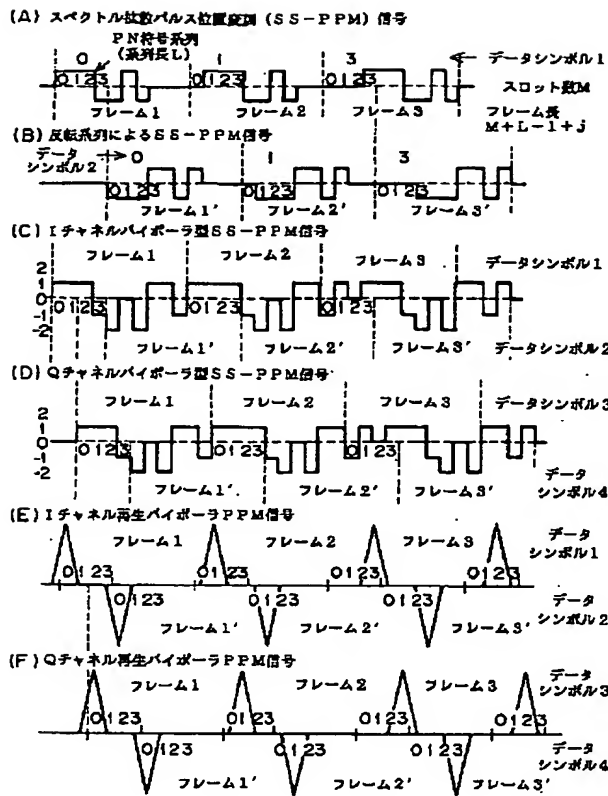 (A) スペクトル拡散パルス位置変調 (SS-PPM) 信号
PN符号系列
(系列長L)
0 1 3 データシンボル1
0123 0123 0123 スロット数M
フレーム1 フレーム2 フレーム3 フレーム長
M+L-1+j
(B) 反転系列によるSS-PPM信号
データ
シンボル2 0 1 3
0123 0123 0123
フレーム1' フレーム2' フレーム3'
(C) Iチャネルバイポーラ型SS-PPM信号
フレーム1 フレーム2 フレーム3 データシンボル1
2
1
0
-1
-2
0123 0123 0123
フレーム1' フレーム2' フレーム3' データシンボル2
(D) Qチャネルバイポーラ型SS-PPM信号
フレーム1 フレーム2 フレーム3 データシンボル3
2
1
0
-1
-2
0123 0123 0123
フレーム1' フレーム2' フレーム3' データ
シンボル4
(E) Iチャネル再生バイポーラPPM信号
フレーム1 フレーム2 フレーム3 データ
シンボル1
0123 0123 0123 0123
0123 0123 0123 データ
シンボル2
フレーム1' フレーム2' フレーム3'
(F) Qチャネル再生バイポーラPPM信号
フレーム1 フレーム2 フレーム3 データ
シンボル3
0123 0123 0123 0123
0123 0123 0123 データ
シンボル4
フレーム1' フレーム2' フレーム3'